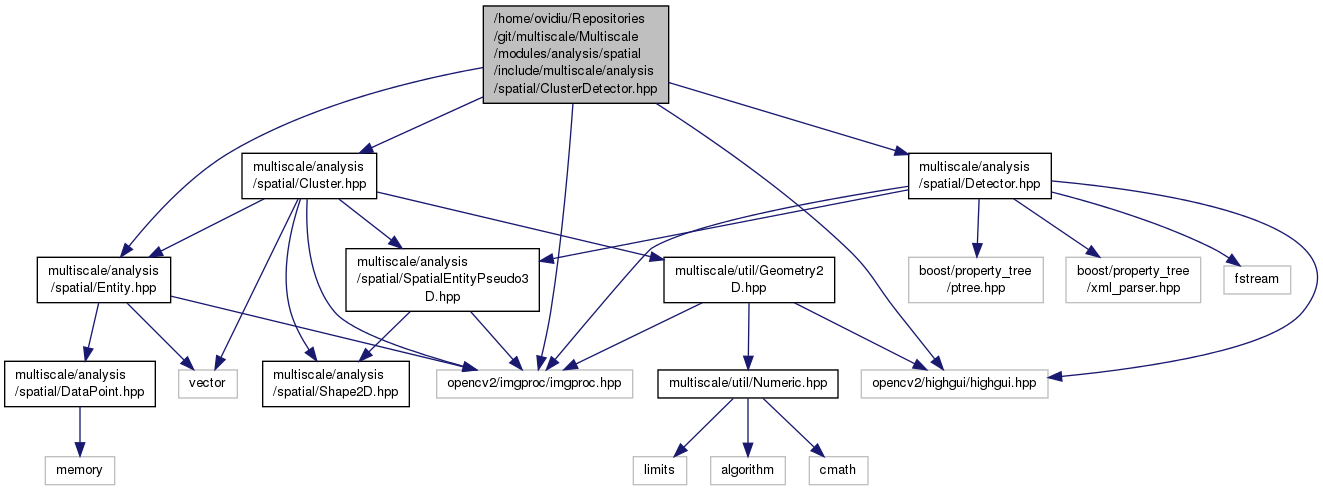 /home/ovidiu/Repositories
/git/multiscale/Multiscale
/modules/analysis/spatial
/include/multiscale/analysis
/spatial/ClusterDetector.hpp
multiscale/analysis
/spatial/Cluster.hpp
multiscale/analysis
/spatial/Detector.hpp
multiscale/analysis
/spatial/Entity.hpp
multiscale/analysis
/spatial/SpatialEntityPseudo3
D.hpp
multiscale/util/Geometry2
D.hpp
boost/property_tree
/ptree.hpp
boost/property_tree
/xml_parser.hpp
fstream
multiscale/analysis
/spatial/DataPoint.hpp
vector
multiscale/analysis
/spatial/Shape2D.hpp
opencv2/imgproc/imgproc.hpp
multiscale/util/Numeric.hpp
opencv2/highgui/highgui.hpp
memory
limits
algorithm
cmath